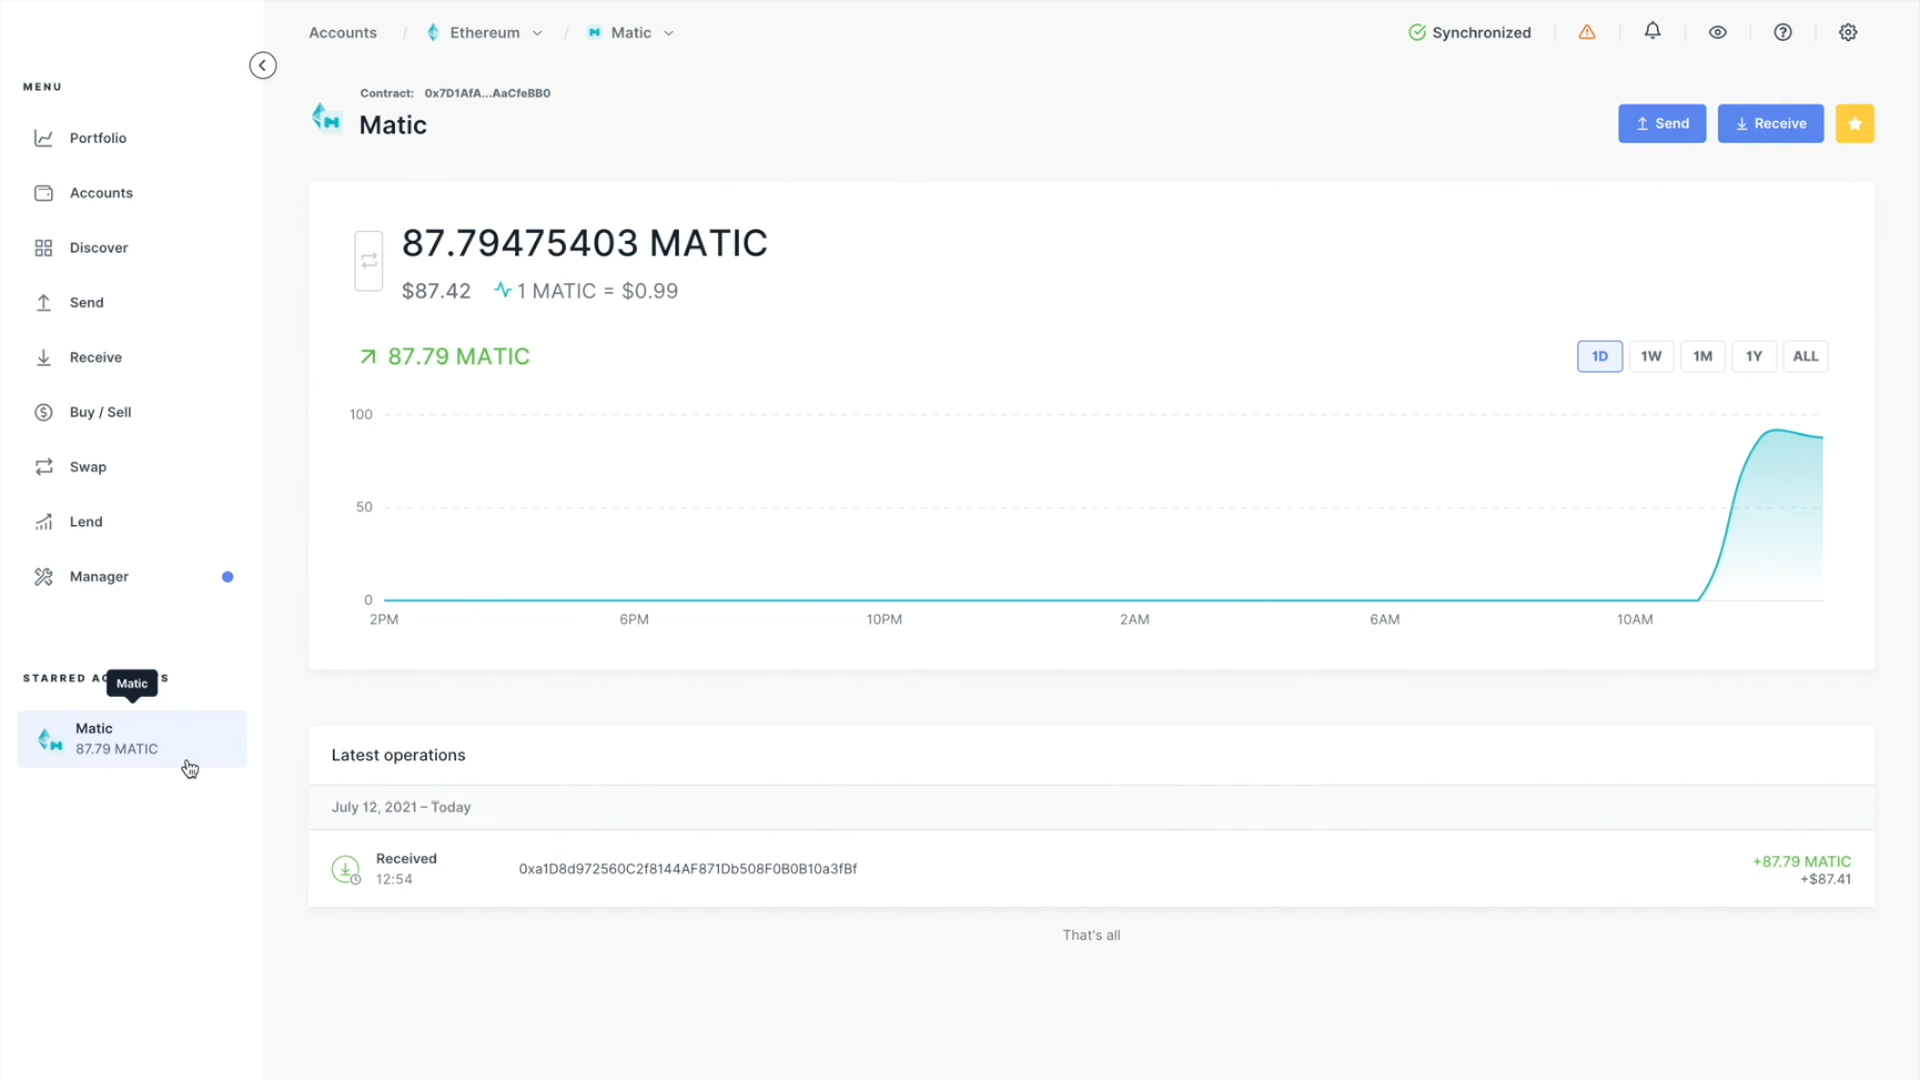 Accounts / Ethereum / Matic
Synchronized
MENU
Portfolio
Accounts
Discover
Send
Receive
Buy / Sell
Swap
Lend
Manager
STARRED AC S
Matic
Matic
87.79 MATIC
Contract: 0x7D1AfA...AaCfeBB0
Matic
Send
Receive
87.79475403 MATIC
$87.42 1 MATIC = $0.99
87.79 MATIC
1D 1W 1M 1Y ALL
100
50
0
2PM 6PM 10PM 2AM 6AM 10AM
Latest operations
July 12, 2021 – Today
Received
12:54
0xa1D8d972560C2f8144AF871Db508F0B0B10a3fBf
+87.79 MATIC
+$87.41
That's all